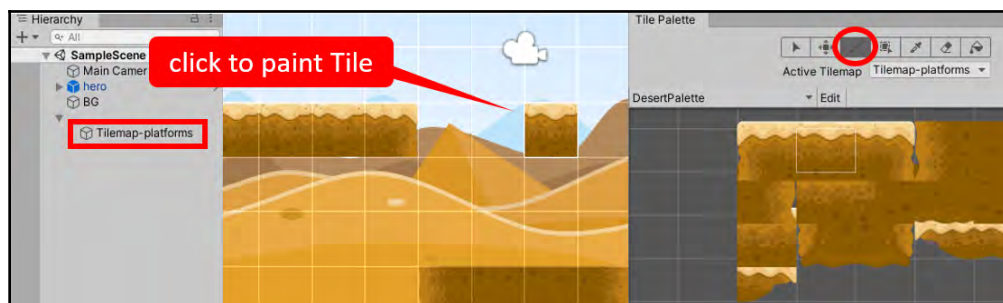 Hierarchy
All
SampleScene
Main Camer
hero
BG
Tilemap-platforms
click to paint Tile
Tile Palette
Active Tilemap Tilemap-platforms
DesertPalette Edit